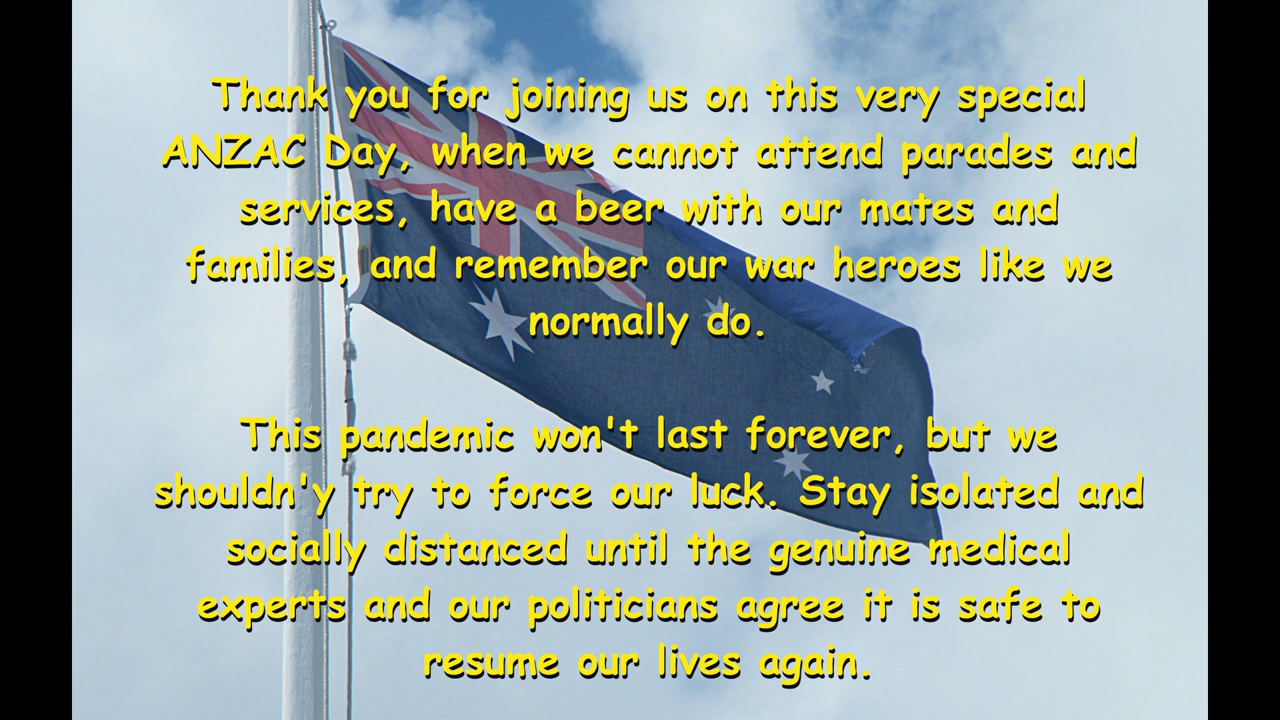 Thank you for joining us on this very special
ANZAC Day, when we cannot attend parades and
services, have a beer with our mates and
families, and remember our war heroes like we
normally do.
This pandemic won't last forever, but we
shouldn'y try to force our luck. Stay isolated and
socially distanced until the genuine medical
experts and our politicians agree it is safe to
resume our lives again.